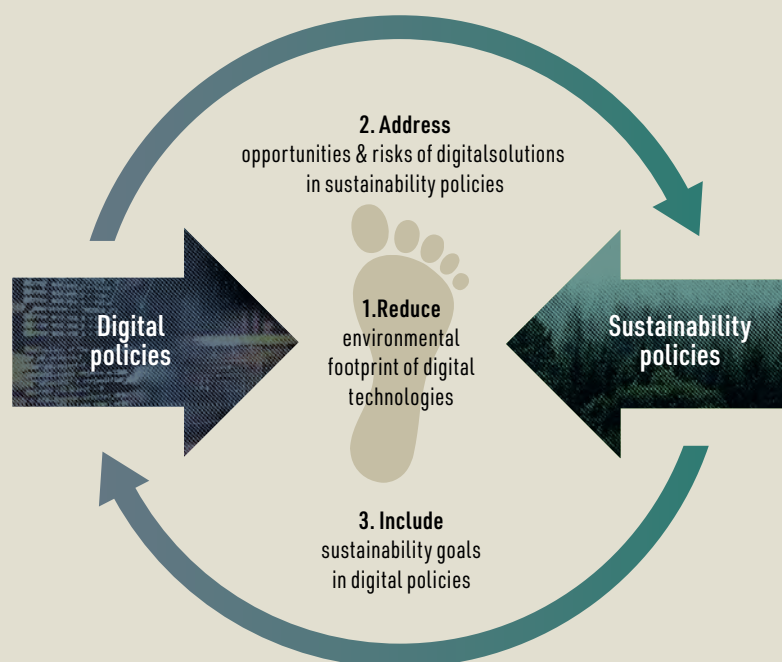 2. Address
opportunities & risks of digitalsolutions
in sustainability policies
Digital
policies
1.Reduce
environmental
footprint of digital
technologies
Sustainability
policies
3. Include
sustainability goals
in digital policies